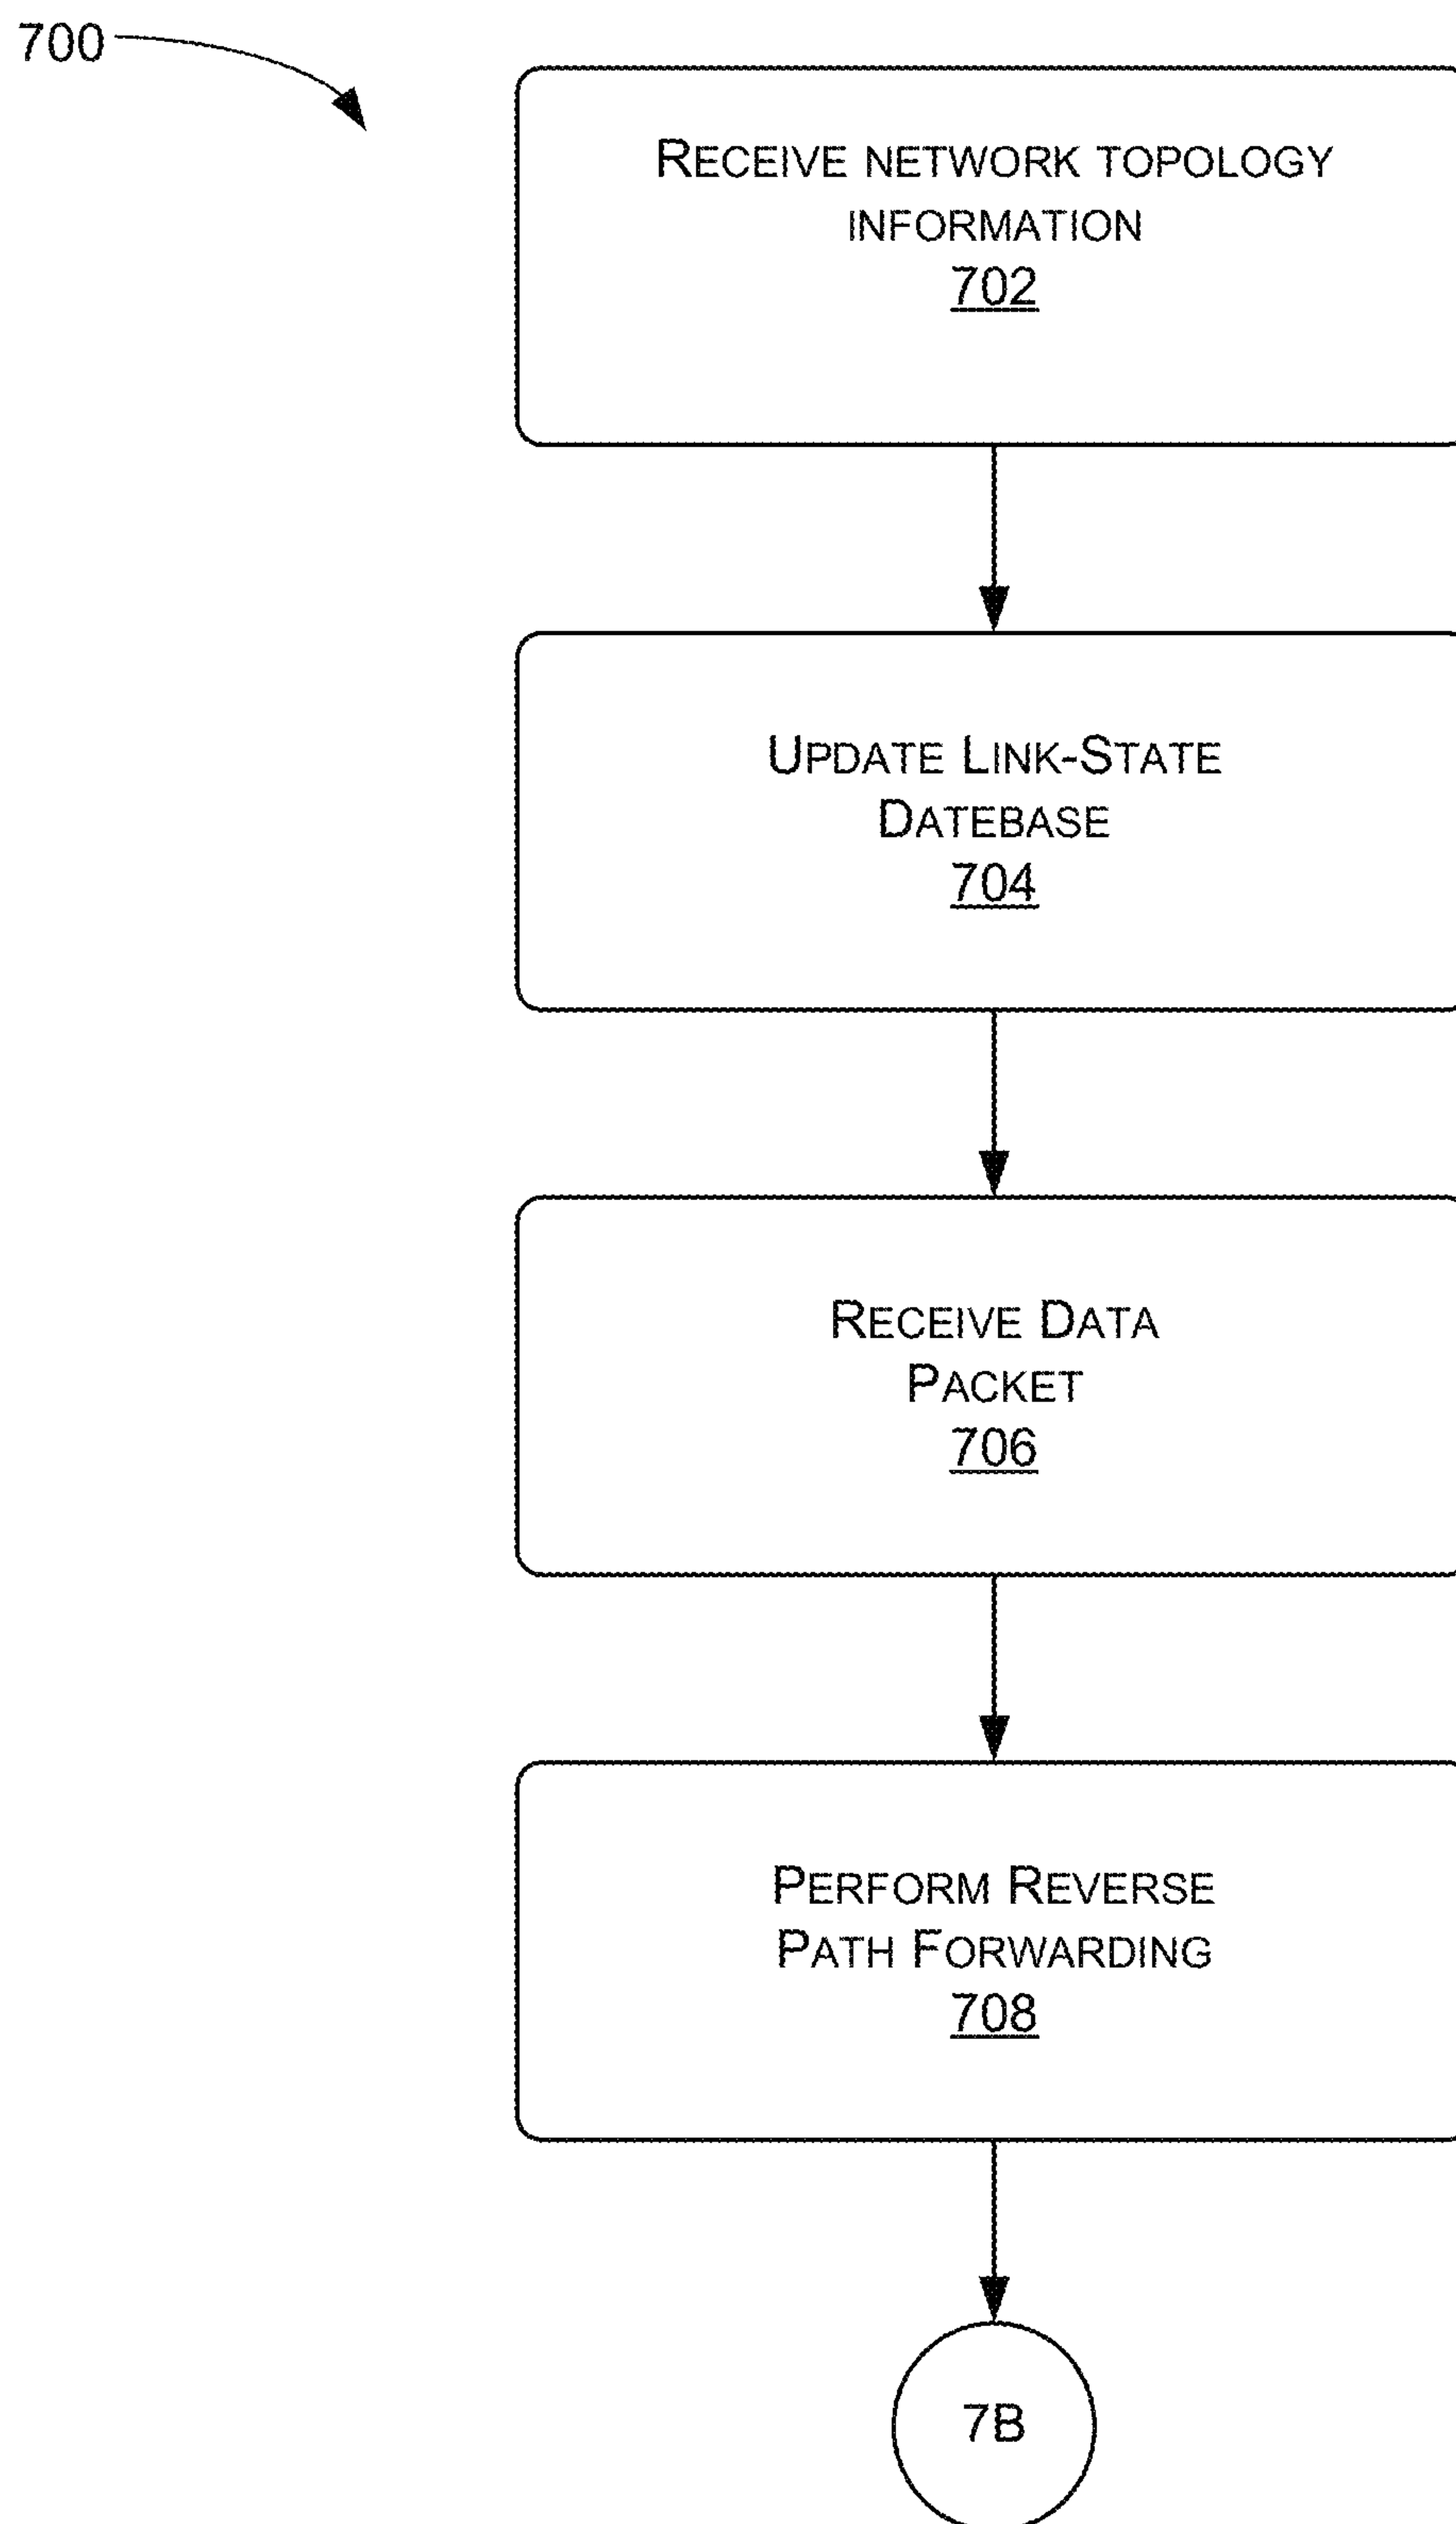 700
RECEIVE NETWORK TOPOLOGY
INFORMATION
702
UPDATE LINK-STATE
DATEBASE
704
RECEIVE DATA
PACKET
706
PERFORM REVERSE
PATH FORWARDING
708
7B